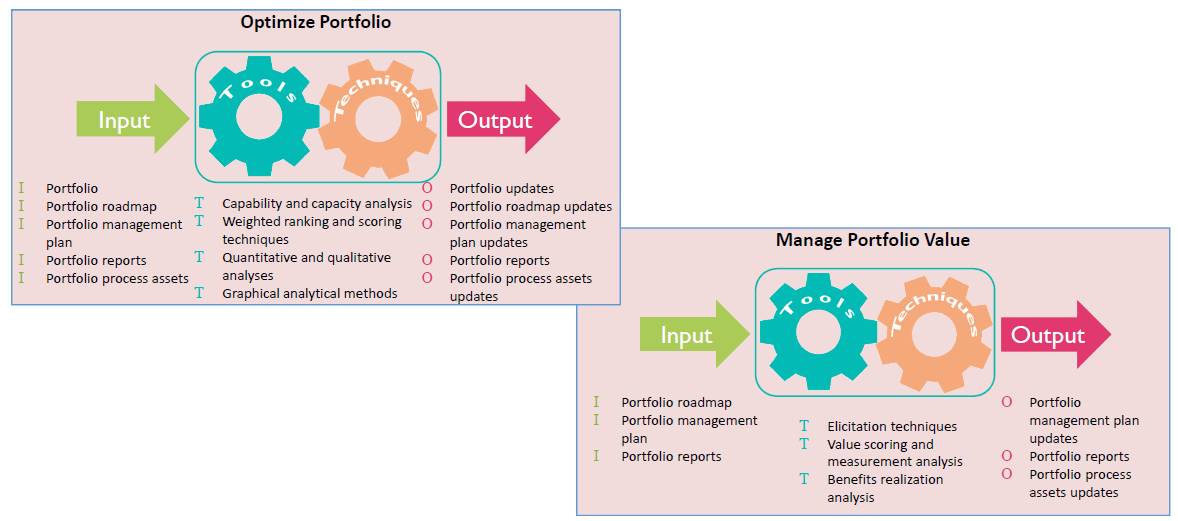 Optimize Portfolio
Input
Tools
Techniques
Output
I Portfolio
I Portfolio roadmap
I Portfolio management
plan
I Portfolio reports
I Portfolio process assets
T Capability and capacity analysis
T Weighted ranking and scoring
techniques
T Quantitative and qualitative
analyses
T Graphical analytical methods
O Portfolio updates
O Portfolio roadmap updates
O Portfolio management
plan updates
O Portfolio reports
O Portfolio process assets
updates
Manage Portfolio Value
Input
Tools
Techniques
Output
I Portfolio roadmap
I Portfolio management
plan
I Portfolio reports
T Elicitation techniques
T Value scoring and
measurement analysis
T Benefits realization
analysis
O Portfolio
management plan
updates
O Portfolio reports
O Portfolio process
assets updates